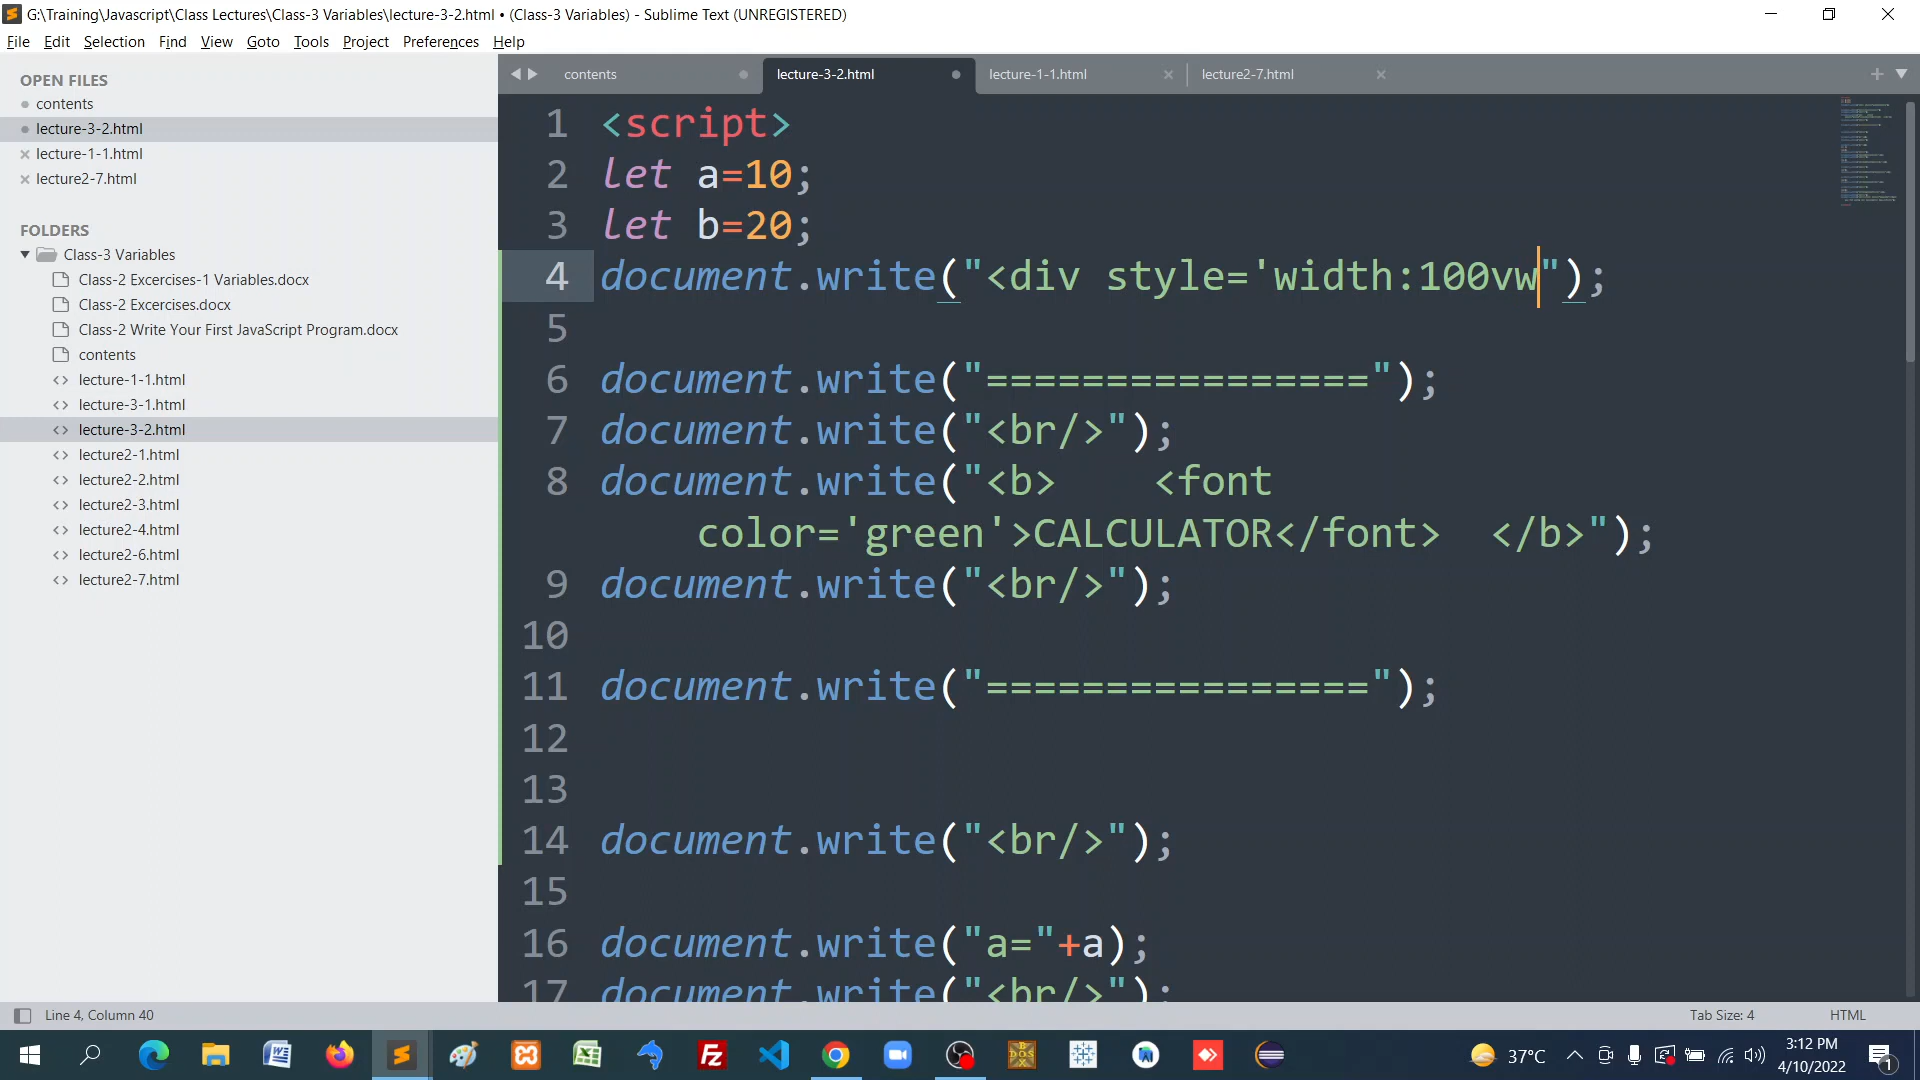 G:\Training\Javascript\Class Lectures\Class-3 Variables\lecture-3-2.html • (Class-3 Variables) - Sublime Text (UNREGISTERED)
File Edit Selection Find View Goto Tools Project Preferences Help
OPEN FILES
contents
lecture-3-2.html
lecture-1-1.html
lecture2-7.html
FOLDERS
Class-3 Variables
Class-2 Excercises-1 Variables.docx
Class-2 Excercises.docx
Class-2 Write Your First JavaScript Program.docx
contents
lecture-1-1.html
lecture-3-1.html
lecture-3-2.html
lecture2-1.html
lecture2-2.html
lecture2-3.html
lecture2-4.html
lecture2-6.html
lecture2-7.html
contents lecture-3-2.html lecture-1-1.html lecture2-7.html
1 <script>
2 let a=10;
3 let b=20;
4 document.write("<div style='width:100vw");
5
6 document.write("================");
7 document.write("<br/>");
8 document.write("<b>    <font
color='green'>CALCULATOR</font>  </b>");
9 document.write("<br/>");
10
11 document.write("================");
12
13
14 document.write("<br/>");
15
16 document.write("a="+a);
17 document.write("<br/>");
Line 4, Column 40 Tab Size: 4 HTML
37°C 3:12 PM
4/10/2022
1